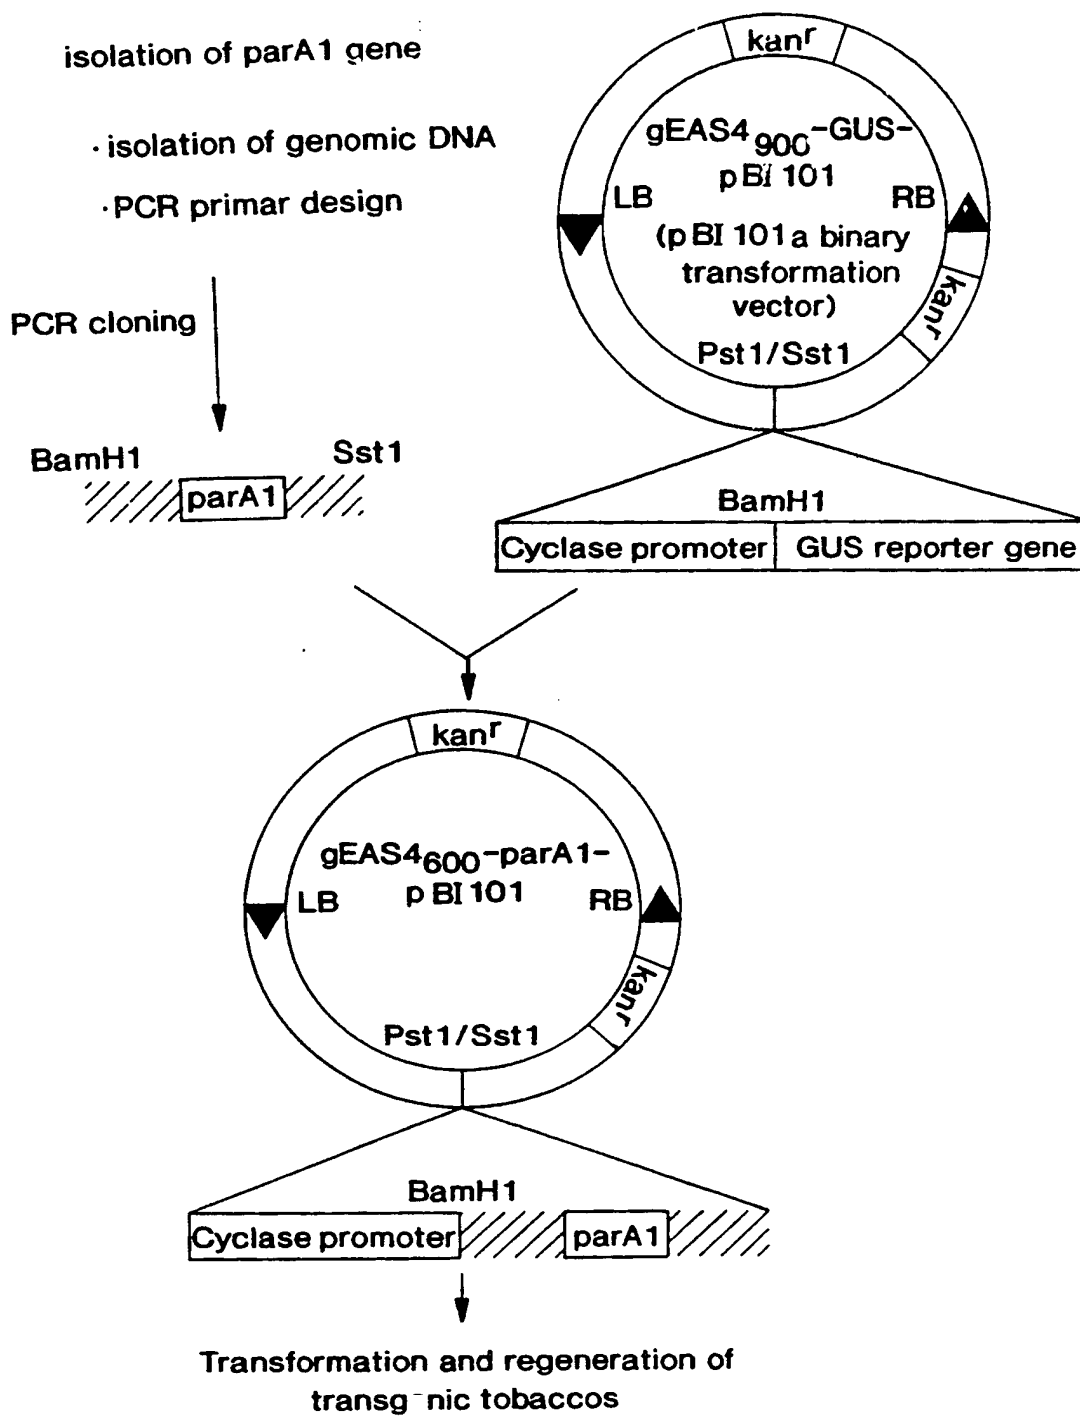 isolation of parA1 gene
· isolation of genomic DNA
· PCR primar design
PCR cloning
BamH1 Sst1
parA1
kanʳ
gEAS4₉₀₀-GUS-
pBI 101
LB RB
(pBI 101 a binary
transformation
vector)
kanʳ
Pst1/Sst1
BamH1
Cyclase promoter GUS reporter gene
kanʳ
gEAS4₆₀₀-parA1-
pBI 101
LB RB
kanʳ
Pst1/Sst1
BamH1
Cyclase promoter parA1
Transformation and regeneration of
transg-nic tobaccos